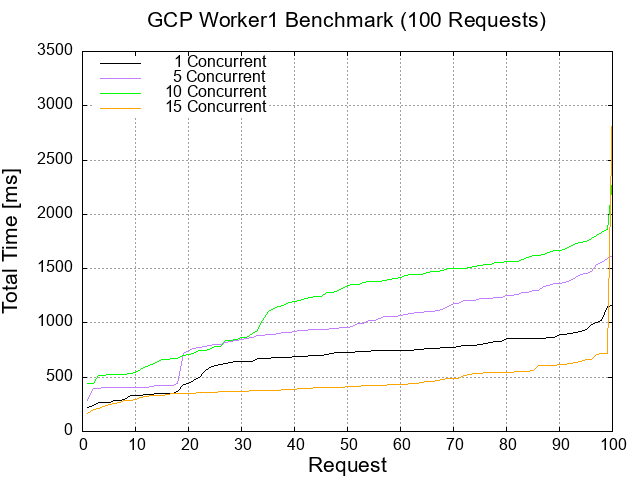 GCP Worker1 Benchmark (100 Requests)
3500
3000
2500
2000
1500
1000
500
0
Total Time [ms]
1 Concurrent
5 Concurrent
10 Concurrent
15 Concurrent
0 10 20 30 40 50 60 70 80 90 100
Request